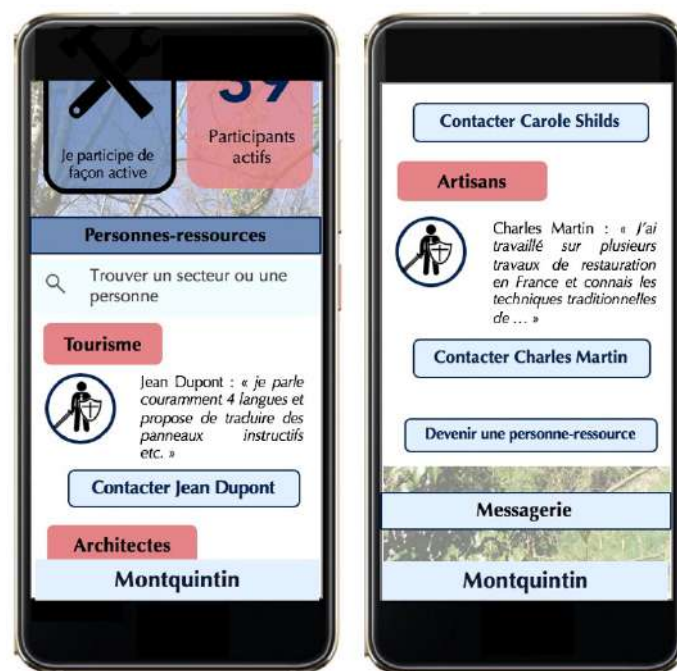 39
Je participe de
façon active
Participants
actifs
Personnes-ressources
Trouver un secteur ou une
personne
Tourisme
Jean Dupont : « je parle
couramment 4 langues et
propose de traduire des
panneaux instructifs
etc. »
Contacter Jean Dupont
Architectes
Montquintin
Contacter Carole Shilds
Artisans
Charles Martin : « J'ai
travaillé sur plusieurs
travaux de restauration
en France et connais les
techniques traditionnelles
de ... »
Contacter Charles Martin
Devenir une personne-ressource
Messagerie
Montquintin